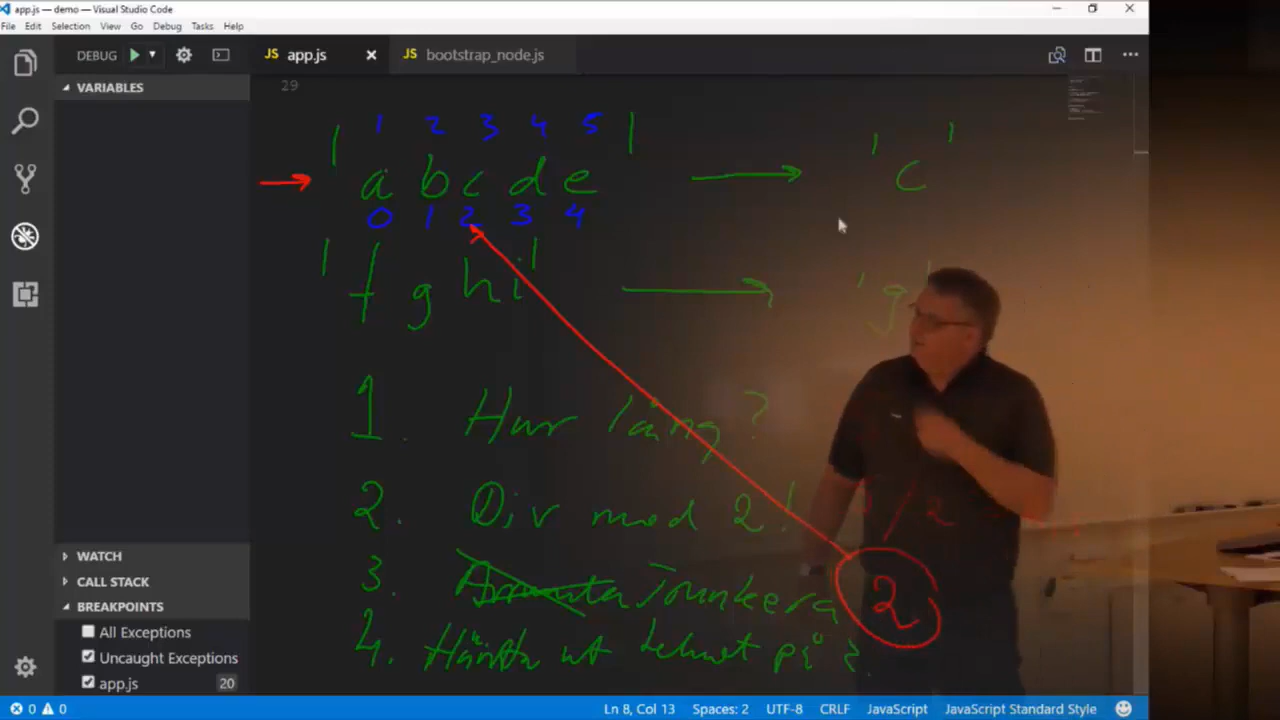 app.js — demo — Visual Studio Code
File Edit Selection View Go Debug Tasks Help
DEBUG JS app.js JS bootstrap_node.js
VARIABLES
29
1 2 3 4 5
' a b c d e ' 'c'
0 1 2 3 4
' f g h i ' 'g'
1. Hur lång?
2. Div med 2!
/ 2
3. Trunkera
2
4. Hämta ut tecknet på
WATCH
CALL STACK
BREAKPOINTS
All Exceptions
Uncaught Exceptions
app.js 20
0 0 Ln 8, Col 13 Spaces: 2 UTF-8 CRLF JavaScript JavaScript Standard Style